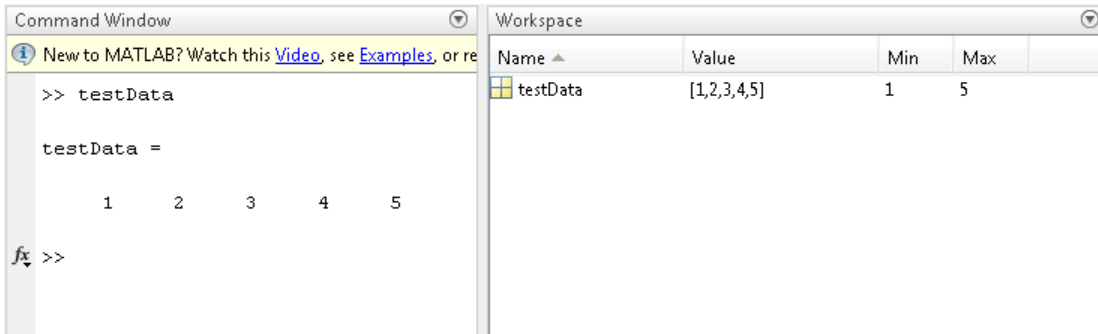 Command Window
New to MATLAB? Watch this Video, see Examples, or re
>> testData
testData =
1 2 3 4 5
fx >>
Workspace
Name Value Min Max
testData [1,2,3,4,5] 1 5